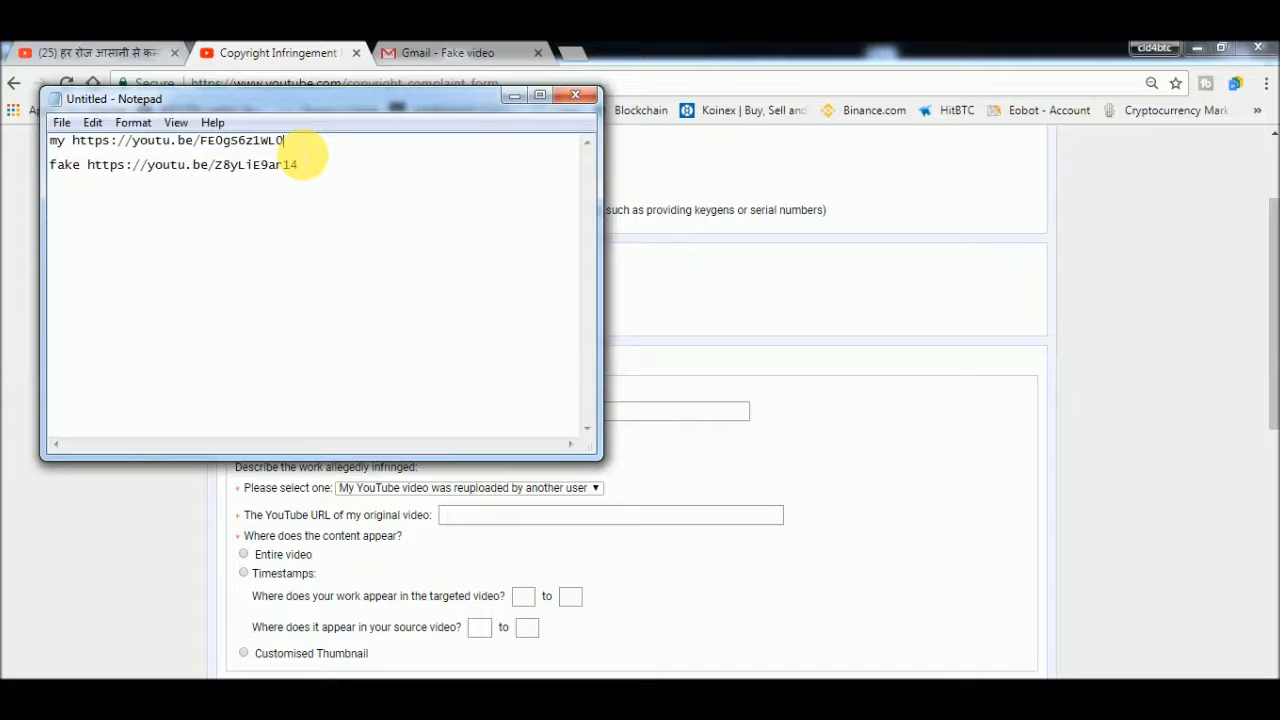 (25) हर रोज आसानी से कम
Copyright Infringement
Gmail - Fake video
cld4btc
Secure https://www.youtube.com/copyright_complaint_form
Blockchain
Koinex | Buy, Sell and
Binance.com
HitBTC
Eobot - Account
Cryptocurrency Mark
Untitled - Notepad
File Edit Format View Help
my https://youtu.be/FEOgS6z1WL0
fake https://youtu.be/Z8yLiE9ar14
such as providing keygens or serial numbers)
Describe the work allegedly infringed:
* Please select one: My YouTube video was reuploaded by another user
* The YouTube URL of my original video:
* Where does the content appear?
Entire video
Timestamps:
Where does your work appear in the targeted video? to
Where does it appear in your source video? to
Customised Thumbnail